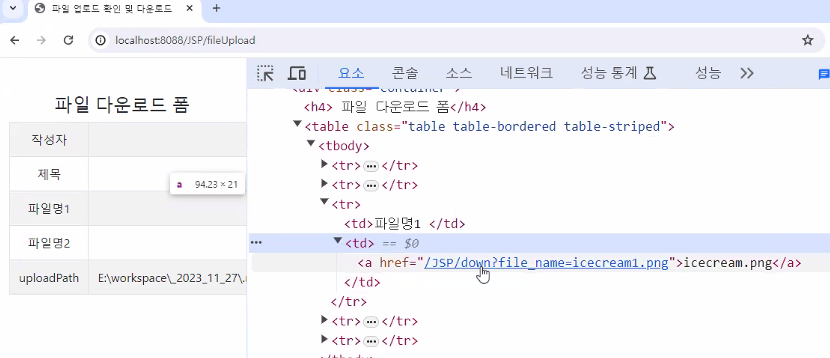 파일 업로드 확인 및 다운로드
localhost:8088/JSP/fileUpload
요소 콘솔 소스 네트워크 성능 통계 성능
파일 다운로드 폼
작성자
제목
파일명1
파일명2
uploadPath E:\workspace\_2023_11_27\.
a 94.23 × 21
<div class="container">
<h4> 파일 다운로드 폼</h4>
<table class="table table-bordered table-striped">
<tbody>
<tr> ••• </tr>
<tr> ••• </tr>
<tr>
<td>파일명1 </td>
••• <td> == $0
<a href="/JSP/down?file_name=icecream1.png">icecream.png</a>
</td>
</tr>
<tr> ••• </tr>
<tr> ••• </tr>
</tbody>